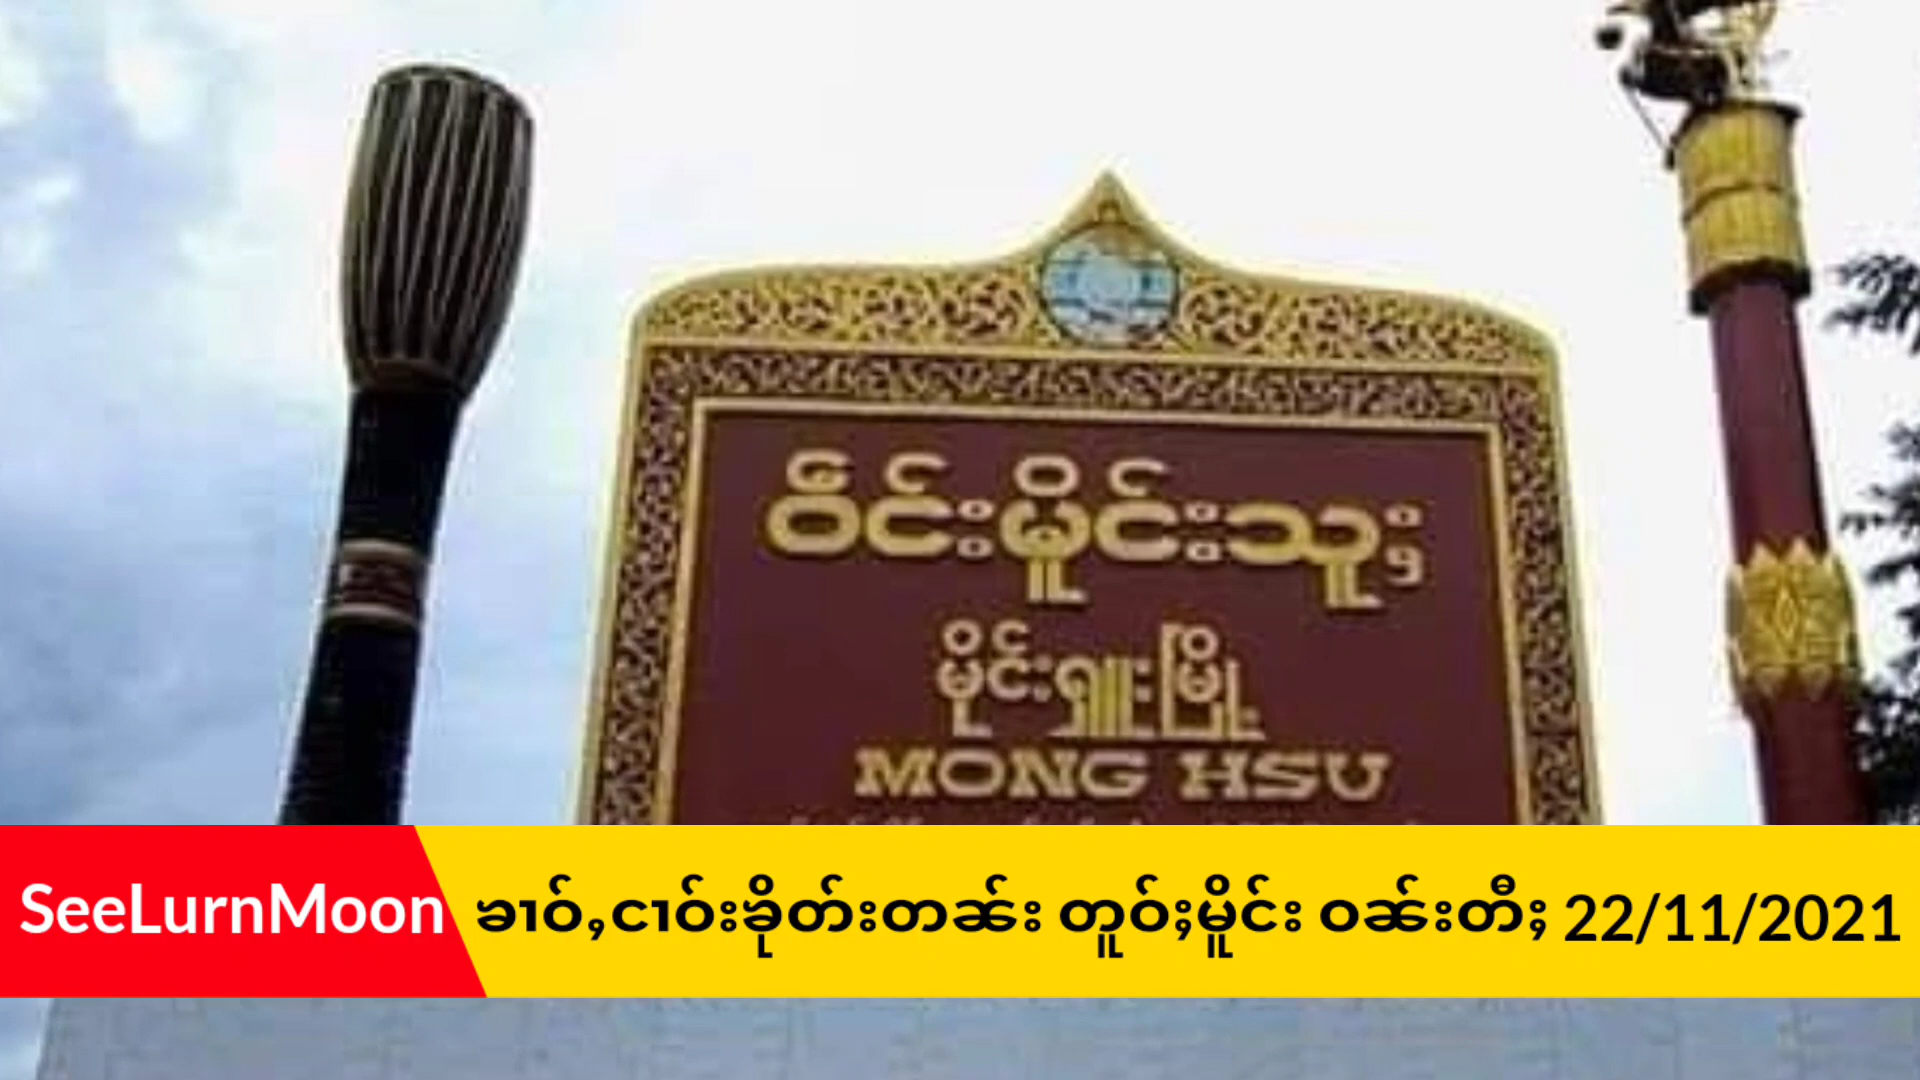 ဝဵင်းမိူင်းသူႈ
မိုင်းရှူးမြို့
MONG HSU
SeeLurnMoon
ၶၢဝ်ႇငၢဝ်းၶိုတ်းတၼ်း တူဝ်ႈမိူင်း ဝၼ်းတီႈ 22/11/2021